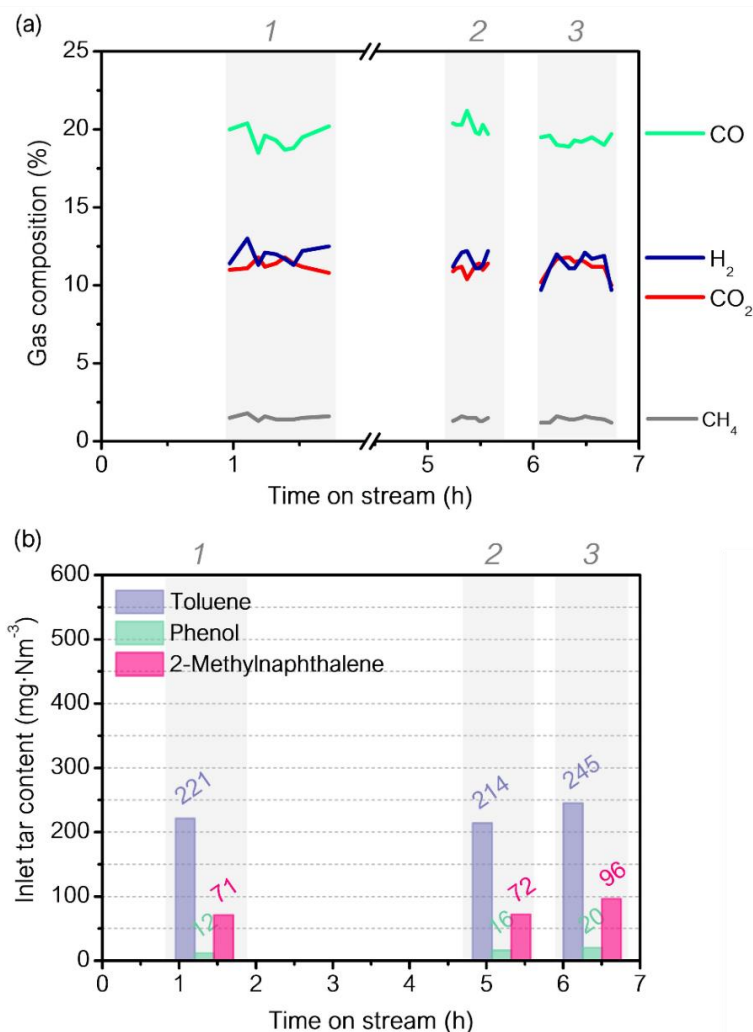 (a)
1 2 3
25
20
15
10
5
0
Gas composition (%)
CO
H₂
CO₂
CH₄
0 1 5 6 7
Time on stream (h)
(b)
1 2 3
600
500
400
300
200
100
0
Inlet tar content (mg·Nm⁻³)
Toluene
Phenol
2-Methylnaphthalene
221 12 71 214 16 72 245 20 96
0 1 2 3 4 5 6 7
Time on stream (h)